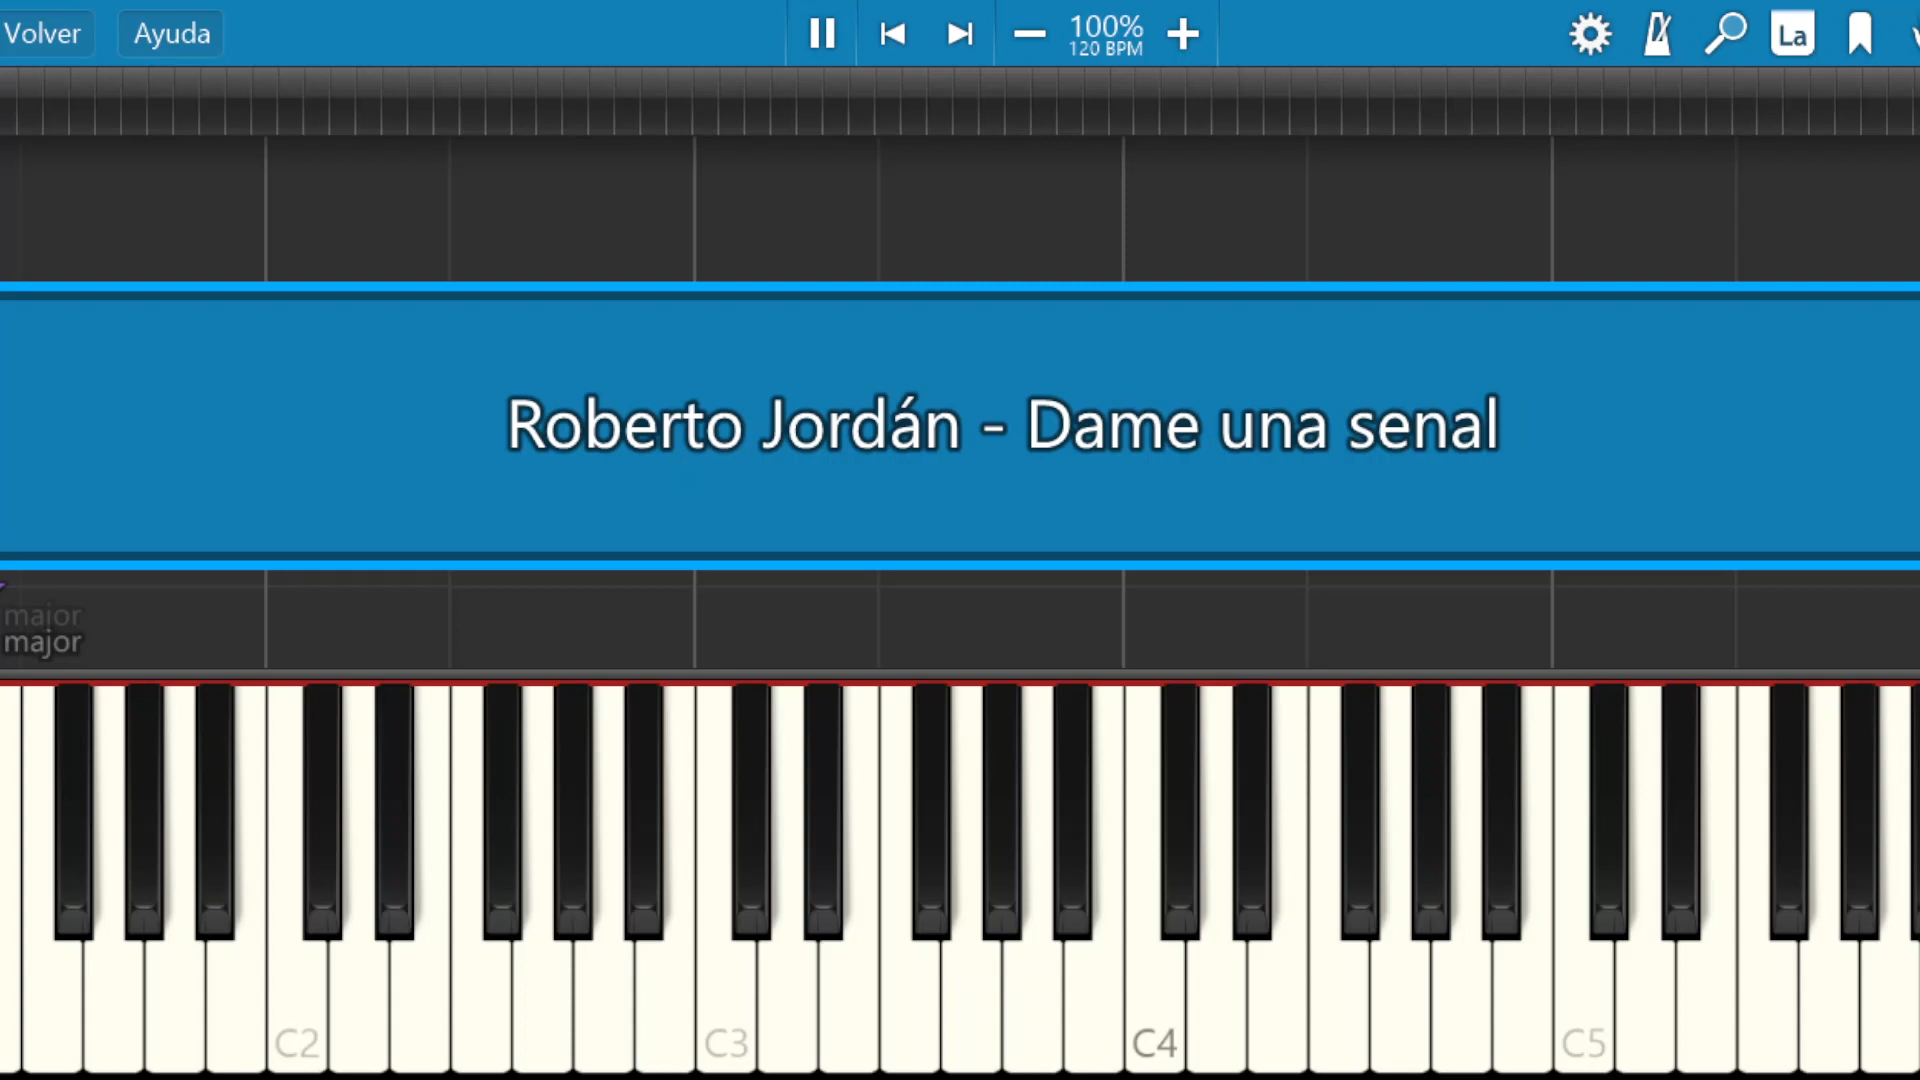 Volver
Ayuda
100%
120 BPM
La
Roberto Jordán - Dame una senal
major
major
C2
C3
C4
C5